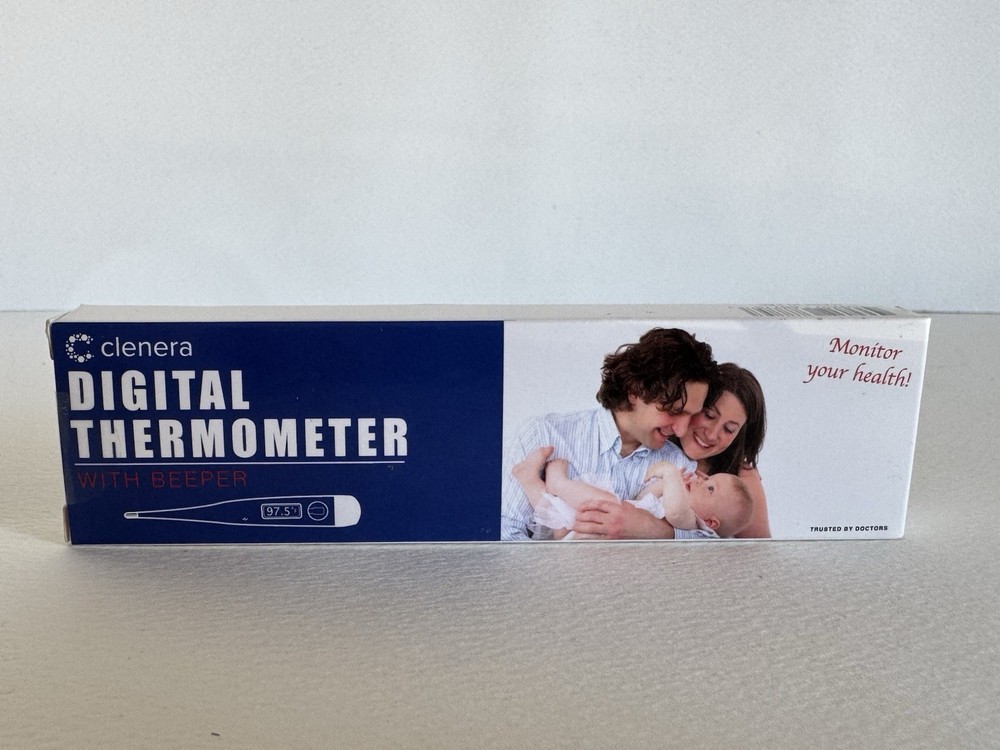 clenera
DIGITAL
THERMOMETER
WITH BEEPER
97.5°F
Monitor
your health!
TRUSTED BY DOCTORS